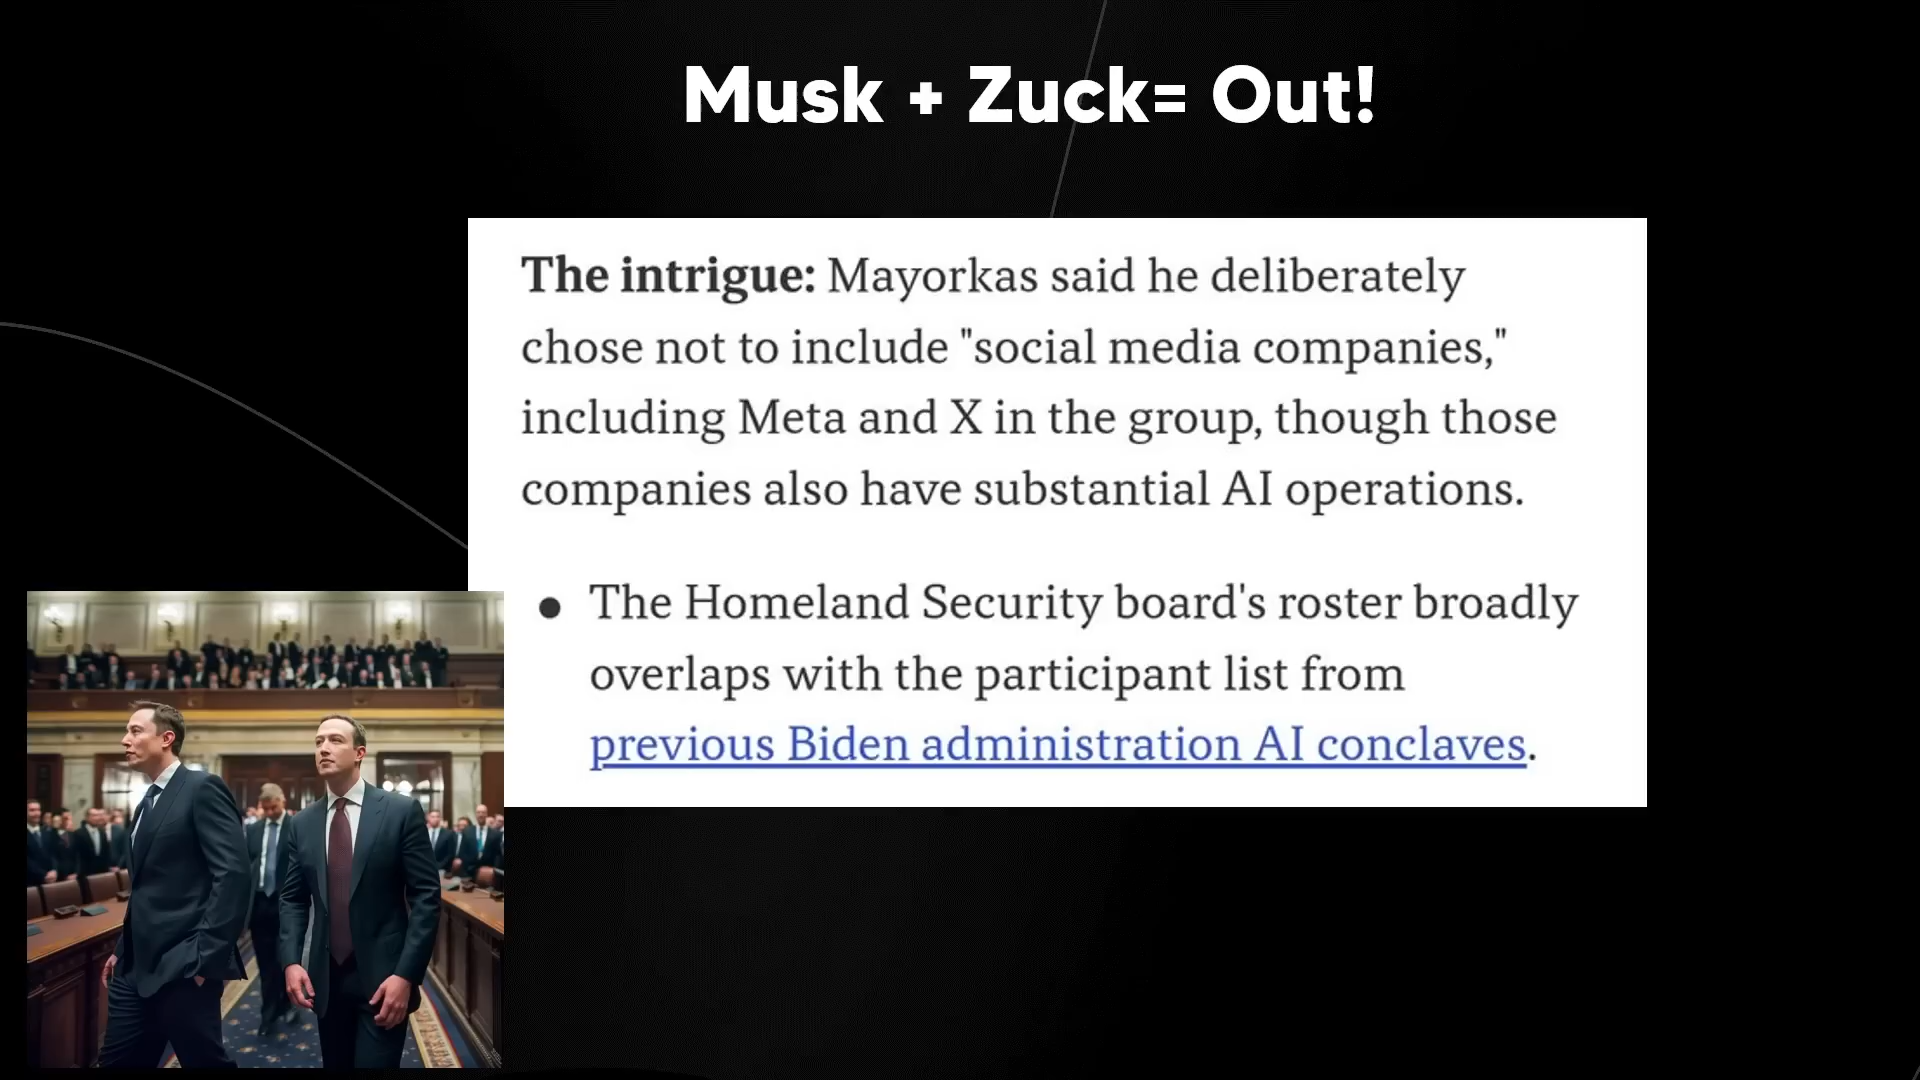 Musk + Zuck= Out!
The intrigue: Mayorkas said he deliberately
chose not to include "social media companies,"
including Meta and X in the group, though those
companies also have substantial AI operations.
● The Homeland Security board's roster broadly
overlaps with the participant list from
previous Biden administration AI conclaves.